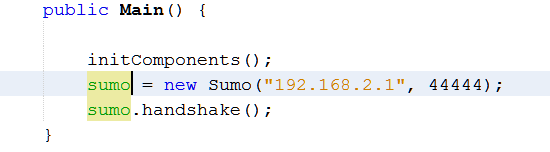 public Main() {
initComponents();
sumo = new Sumo("192.168.2.1", 44444);
sumo.handshake();
}